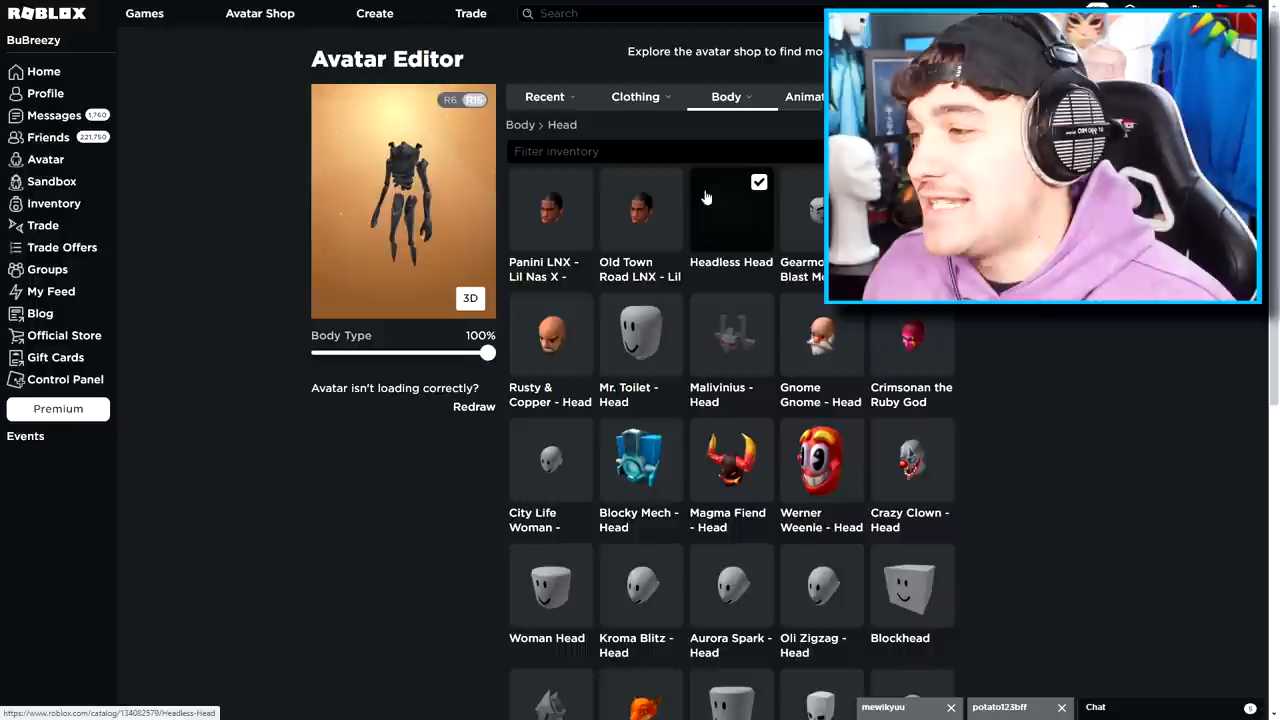 ROBLOX
Games
Avatar Shop
Create
Trade
Search
BuBreezy
Home
Profile
Messages 1,760
Friends 221,750
Avatar
Sandbox
Inventory
Trade
Trade Offers
Groups
My Feed
Blog
Official Store
Gift Cards
Control Panel
Premium
Events
Avatar Editor
Explore the avatar shop to find mo
R6 R15
3D
Body Type 100%
Avatar isn't loading correctly?
Redraw
Recent
Clothing
Body
Animat
Body > Head
Filter inventory
Panini LNX -
Lil Nas X -
Old Town
Road LNX - Lil
Headless Head
Gearmo
Blast Me
Rusty &
Copper - Head
Mr. Toilet -
Head
Malivinius -
Head
Gnome
Gnome - Head
Crimsonan the
Ruby God
City Life
Woman -
Blocky Mech -
Head
Magma Fiend
- Head
Werner
Weenie - Head
Crazy Clown -
Head
Woman Head
Kroma Blitz -
Head
Aurora Spark -
Head
Oli Zigzag -
Head
Blockhead
https://www.roblox.com/catalog/134082579/Headless-Head
mewikyuu
potato123bff
Chat
5